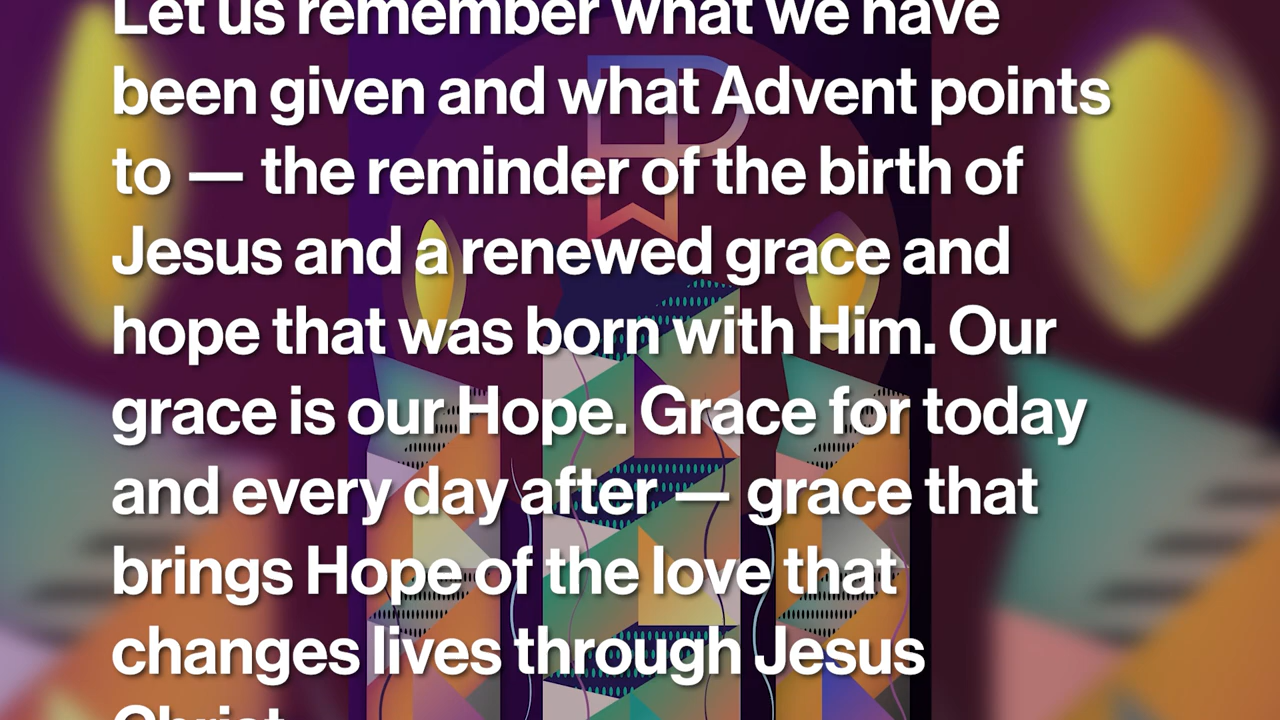 Let us remember what we have
been given and what Advent points
to — the reminder of the birth of
Jesus and a renewed grace and
hope that was born with Him. Our
grace is our Hope. Grace for today
and every day after — grace that
brings Hope of the love that
changes lives through Jesus
Christ.